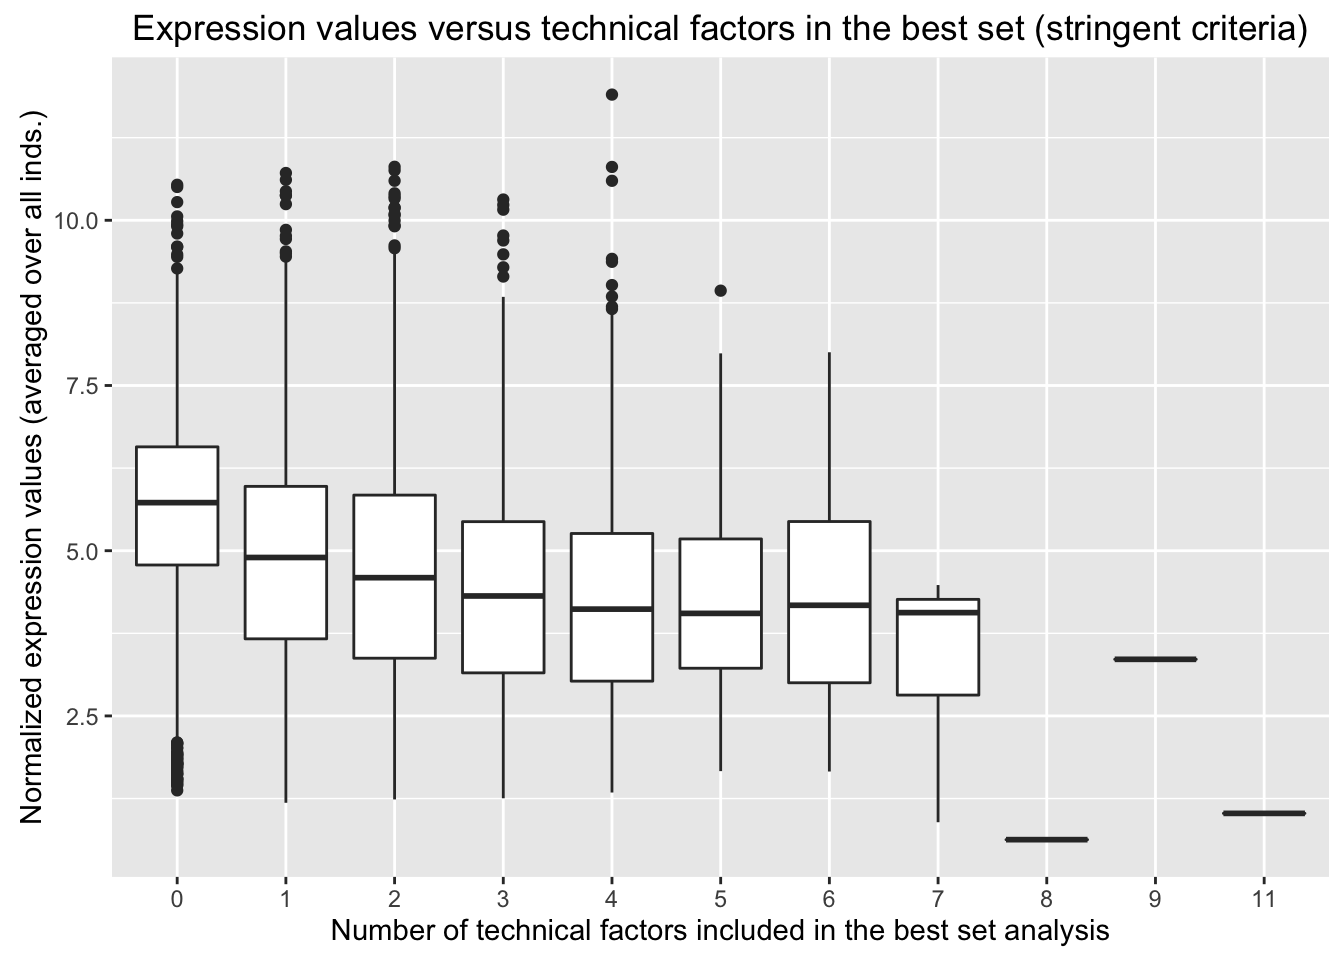 Expression values versus technical factors in the best set (stringent criteria)
Normalized expression values (averaged over all inds.)
10.0
7.5
5.0
2.5
0 1 2 3 4 5 6 7 8 9 11
Number of technical factors included in the best set analysis